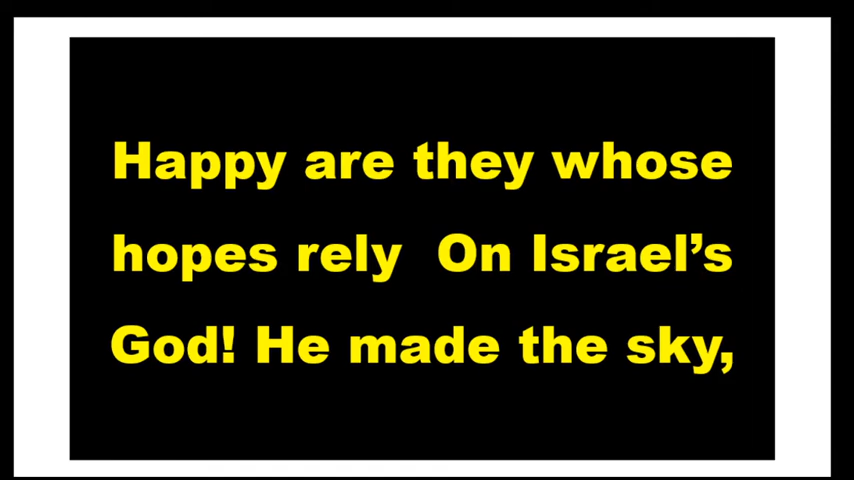 Happy are they whose
hopes rely  On Israel’s
God! He made the sky,